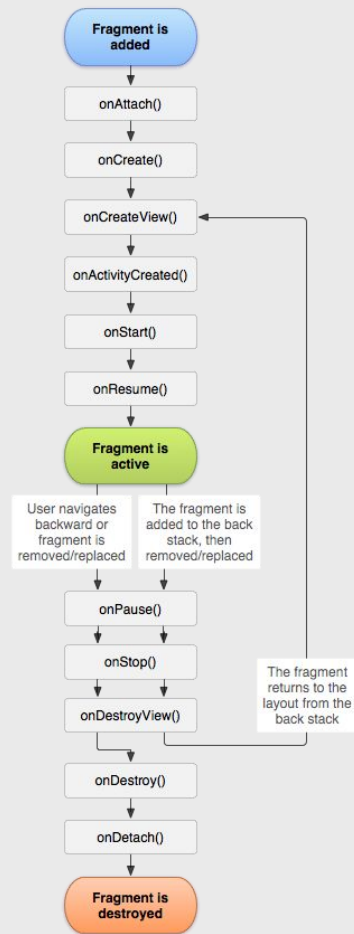 Fragment is
added
onAttach()
onCreate()
onCreateView()
onActivityCreated()
onStart()
onResume()
Fragment is
active
User navigates
backward or
fragment is
removed/replaced
The fragment is
added to the back
stack, then
removed/replaced
onPause()
onStop()
onDestroyView()
The fragment
returns to the
layout from the
back stack
onDestroy()
onDetach()
Fragment is
destroyed